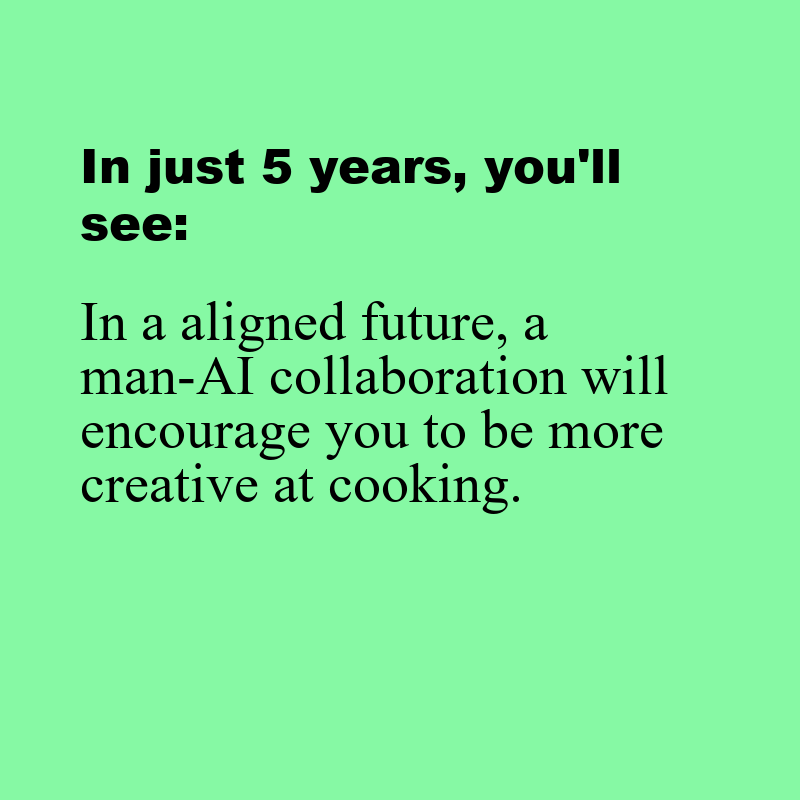 In just 5 years, you'll
see:
In a aligned future, a
man-AI collaboration will
encourage you to be more
creative at cooking.